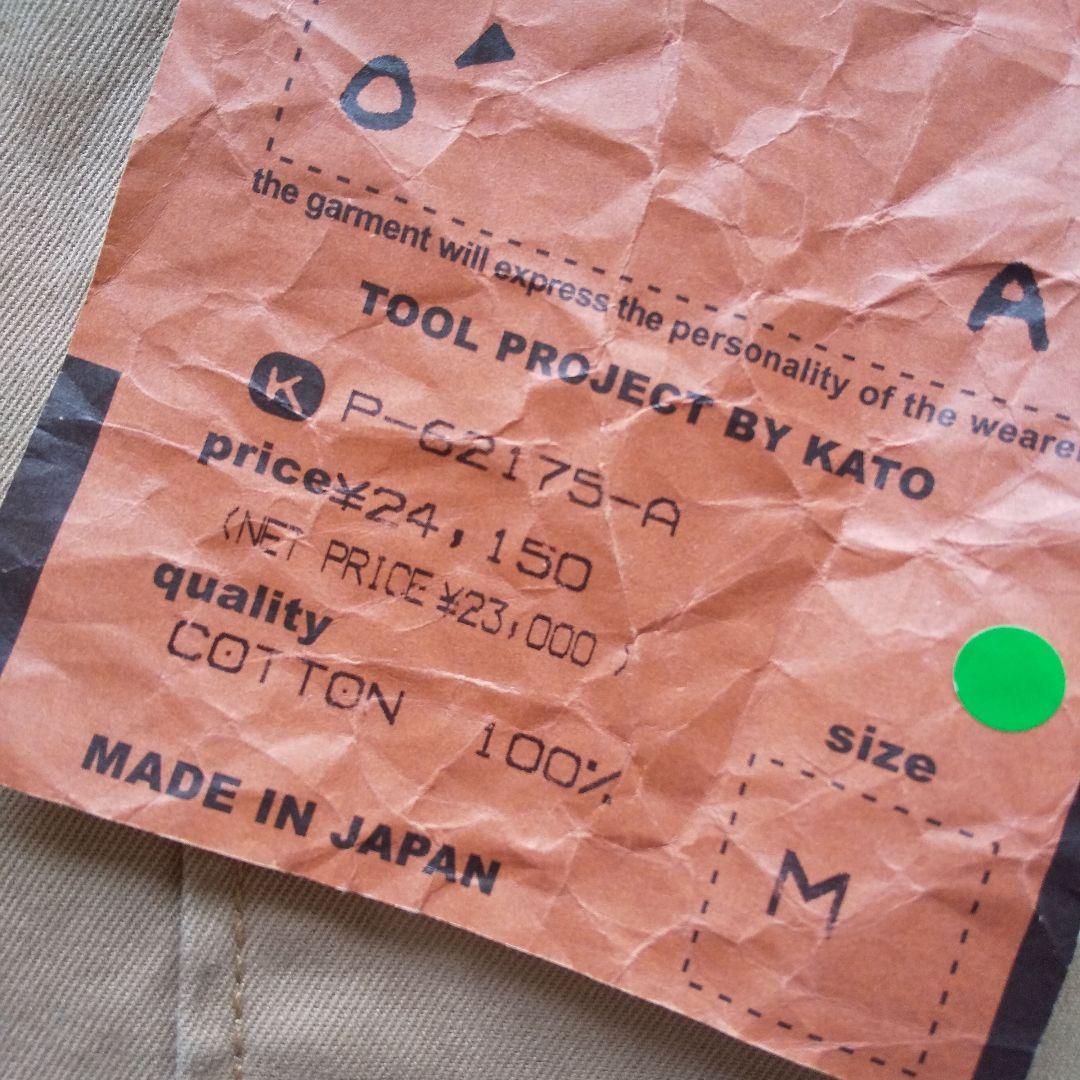 O
A
the garment will express the personality of the wearer
TOOL PROJECT BY KATO
K P-62175-A
price ¥24,150
(NET PRICE ¥23,000 )
quality
COTTON 100%
MADE IN JAPAN
size
M